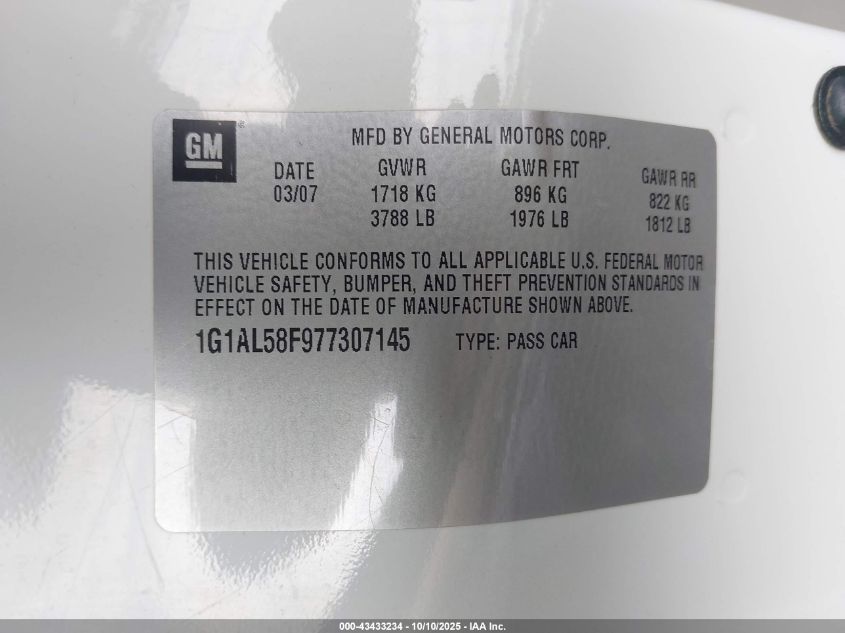 GM
MFD BY GENERAL MOTORS CORP.
DATE GVWR GAWR FRT GAWR RR
03/07 1718 KG 896 KG 822 KG
3788 LB 1976 LB 1812 LB
THIS VEHICLE CONFORMS TO ALL APPLICABLE U.S. FEDERAL MOTOR
VEHICLE SAFETY, BUMPER, AND THEFT PREVENTION STANDARDS IN
EFFECT ON THE DATE OF MANUFACTURE SHOWN ABOVE.
1G1AL58F977307145 TYPE: PASS CAR
000-43433234 - 10/10/2025 - IAA Inc.